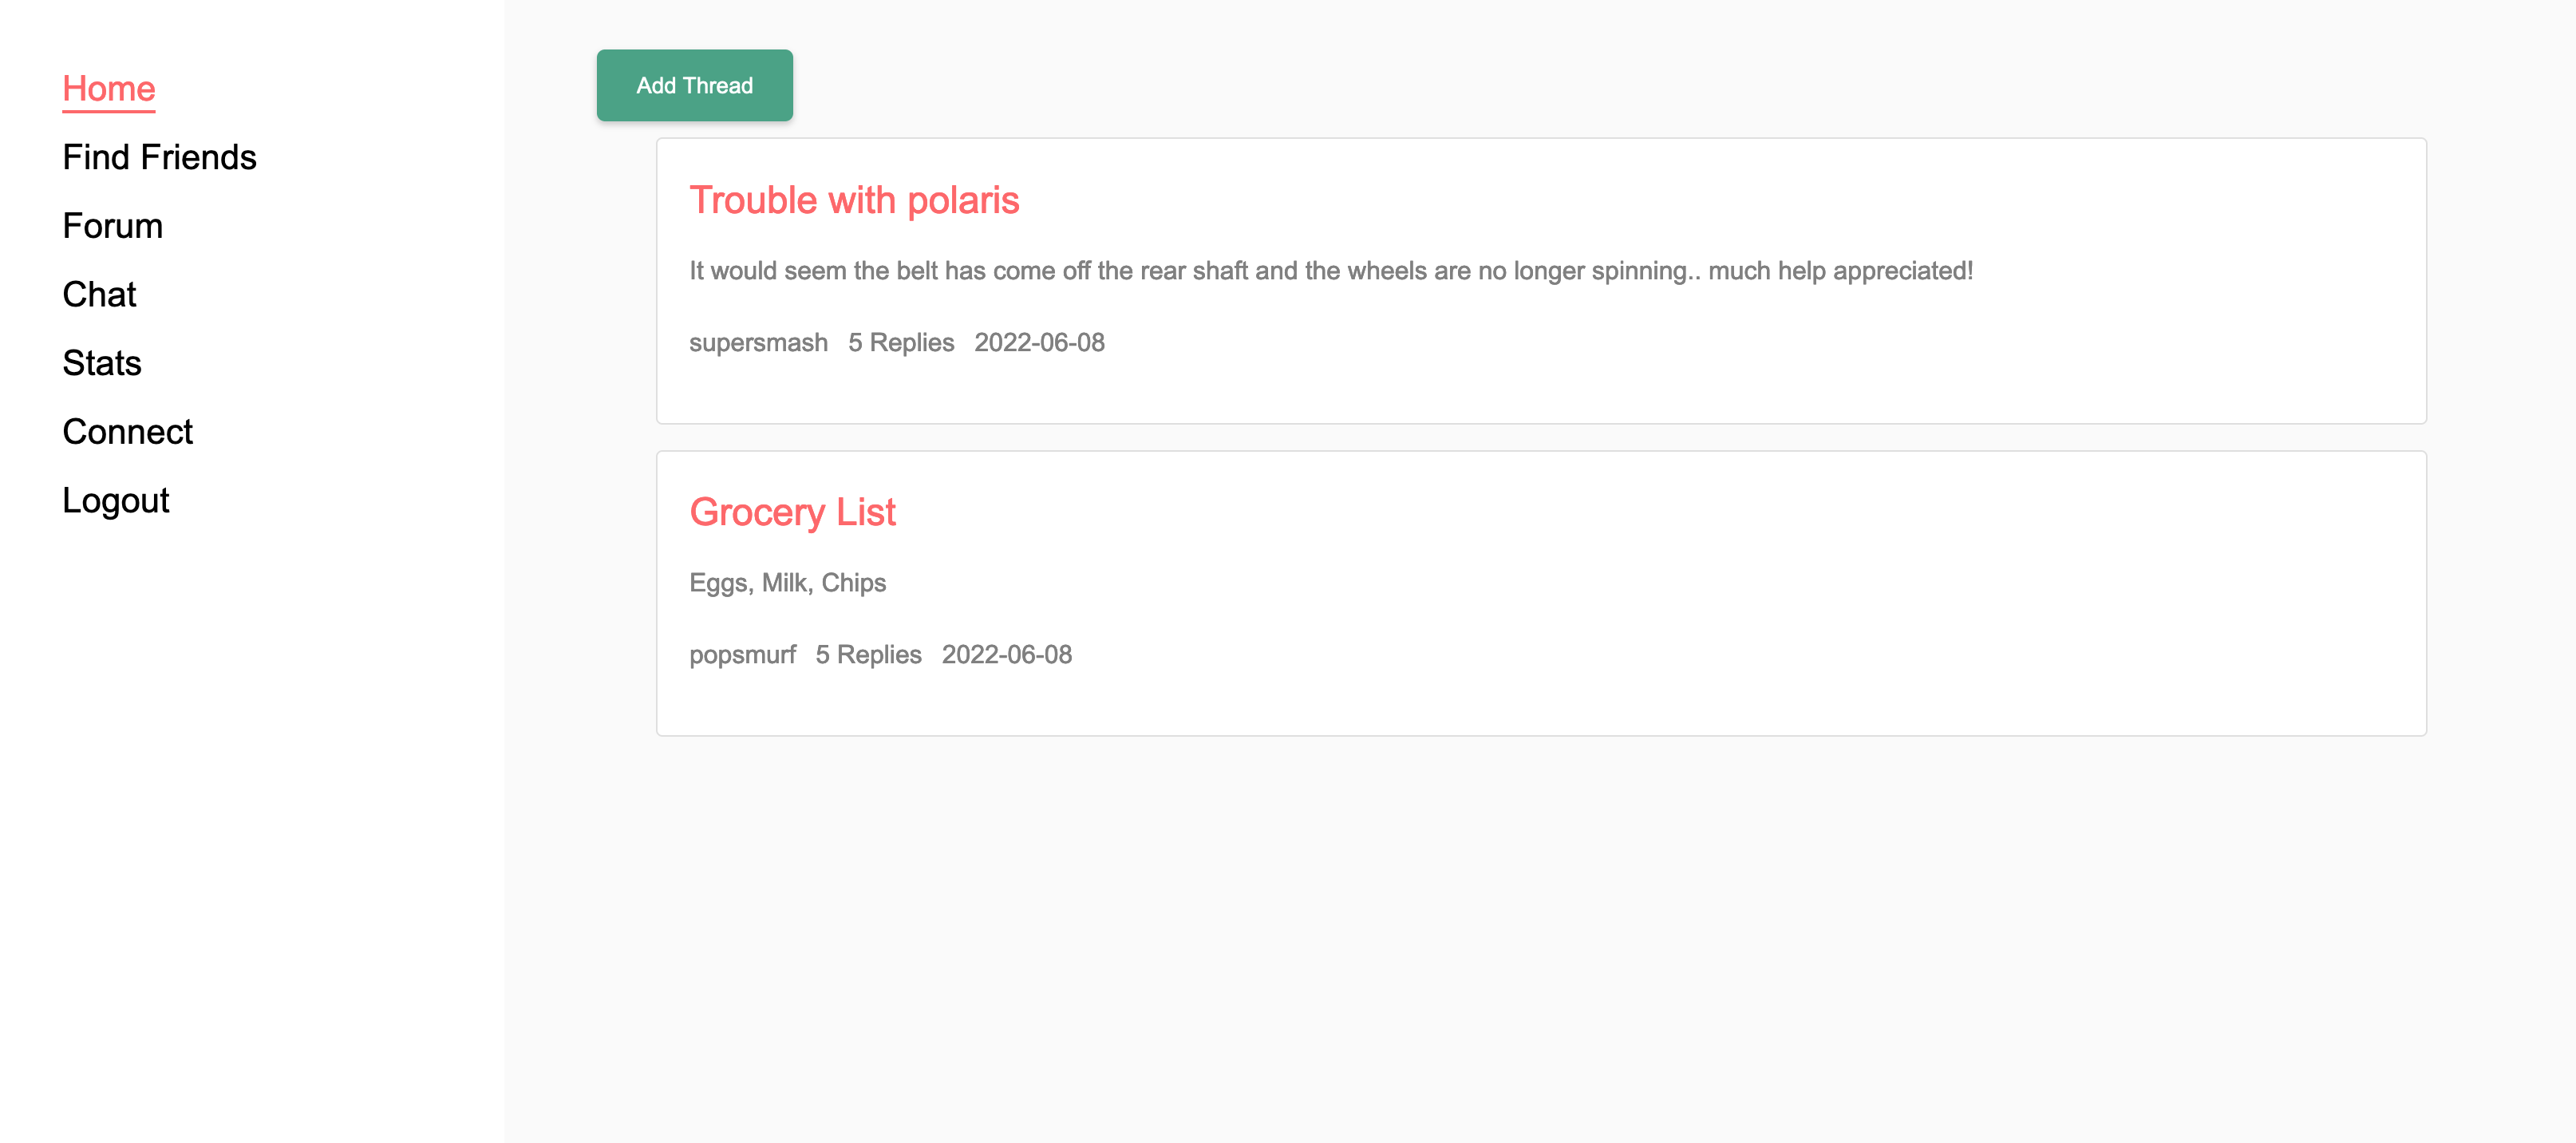 Home
Find Friends
Forum
Chat
Stats
Connect
Logout
Add Thread
Trouble with polaris
It would seem the belt has come off the rear shaft and the wheels are no longer spinning.. much help appreciated!
supersmash 5 Replies 2022-06-08
Grocery List
Eggs, Milk, Chips
popsmurf 5 Replies 2022-06-08